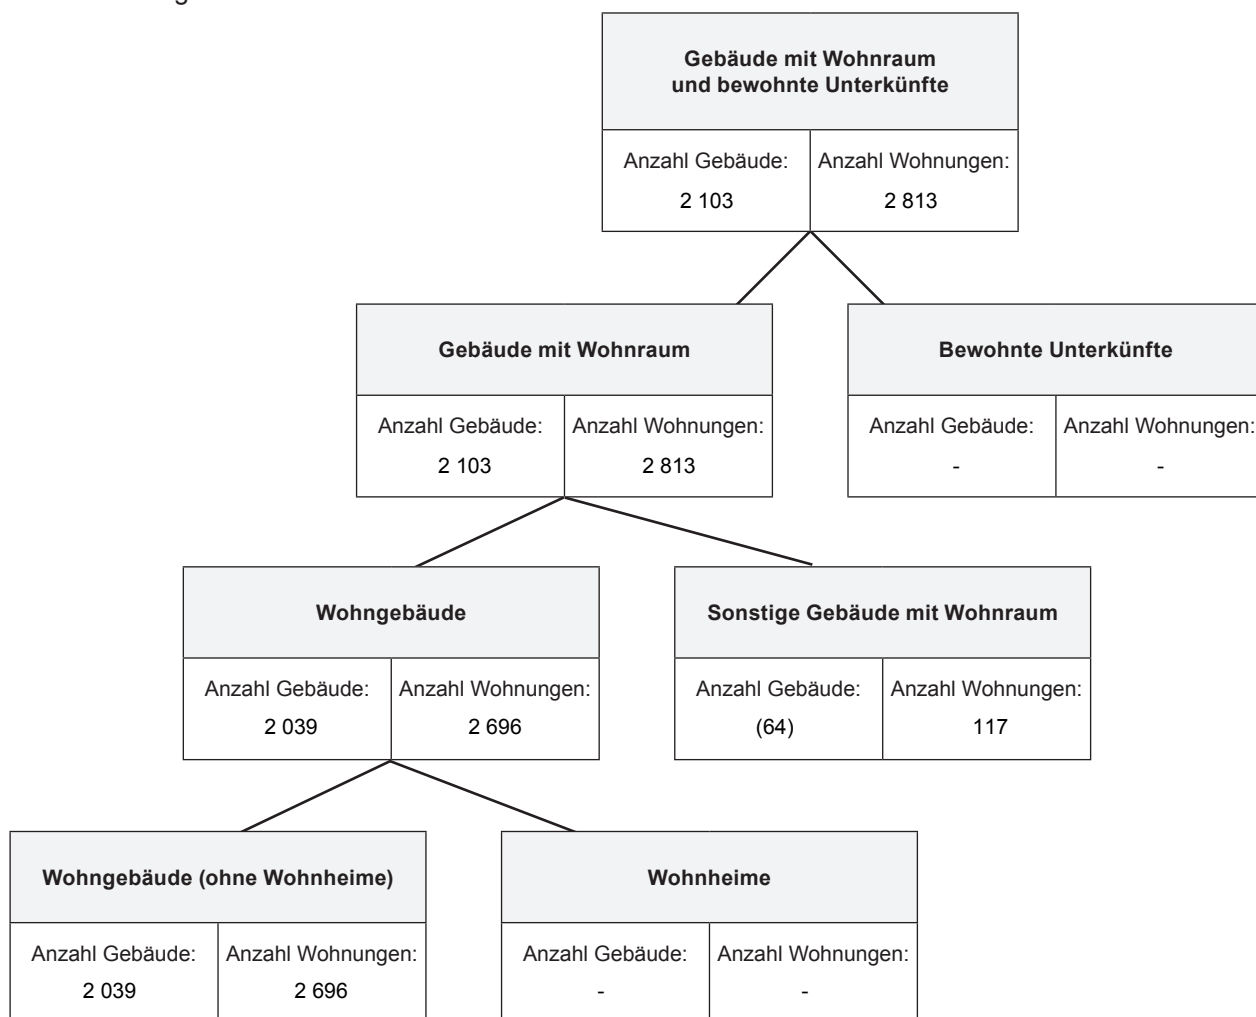 Gebäude mit Wohnraum
und bewohnte Unterkünfte
Anzahl Gebäude: Anzahl Wohnungen:
2 103 2 813
Gebäude mit Wohnraum Bewohnte Unterkünfte
Anzahl Gebäude: Anzahl Wohnungen: Anzahl Gebäude: Anzahl Wohnungen:
2 103 2 813 - -
Wohngebäude Sonstige Gebäude mit Wohnraum
Anzahl Gebäude: Anzahl Wohnungen: Anzahl Gebäude: Anzahl Wohnungen:
2 039 2 696 (64) 117
Wohngebäude (ohne Wohnheime) Wohnheime
Anzahl Gebäude: Anzahl Wohnungen: Anzahl Gebäude: Anzahl Wohnungen:
2 039 2 696 - -